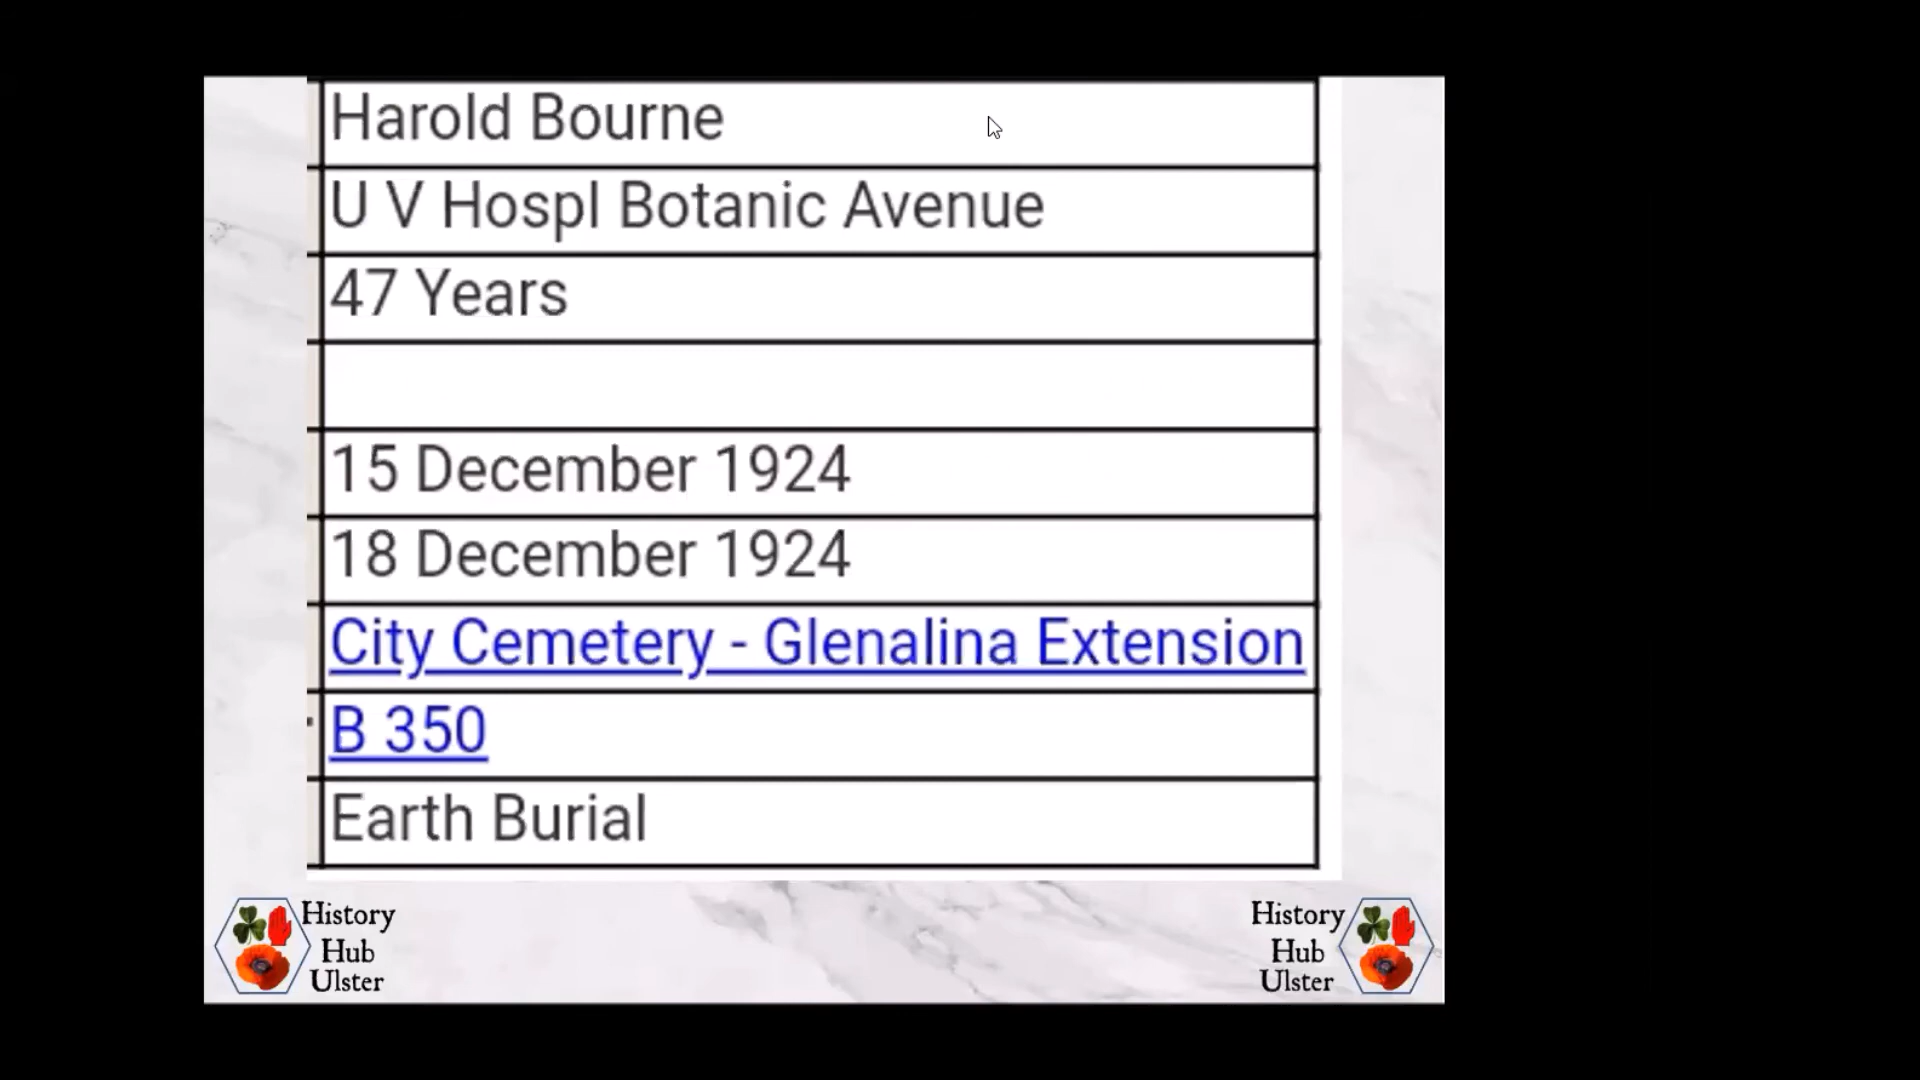 Harold Bourne
U V Hospl Botanic Avenue
47 Years
15 December 1924
18 December 1924
City Cemetery - Glenalina Extension
B 350
Earth Burial
History
Hub
Ulster
History
Hub
Ulster